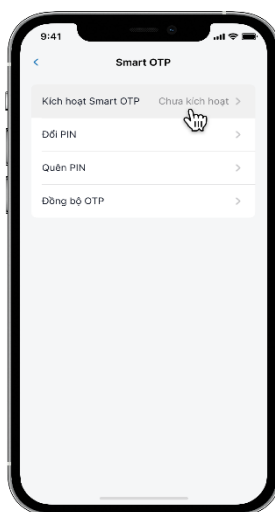 9:41
Smart OTP
Kích hoạt Smart OTP Chưa kích hoạt
Đổi PIN
Quên PIN
Đồng bộ OTP